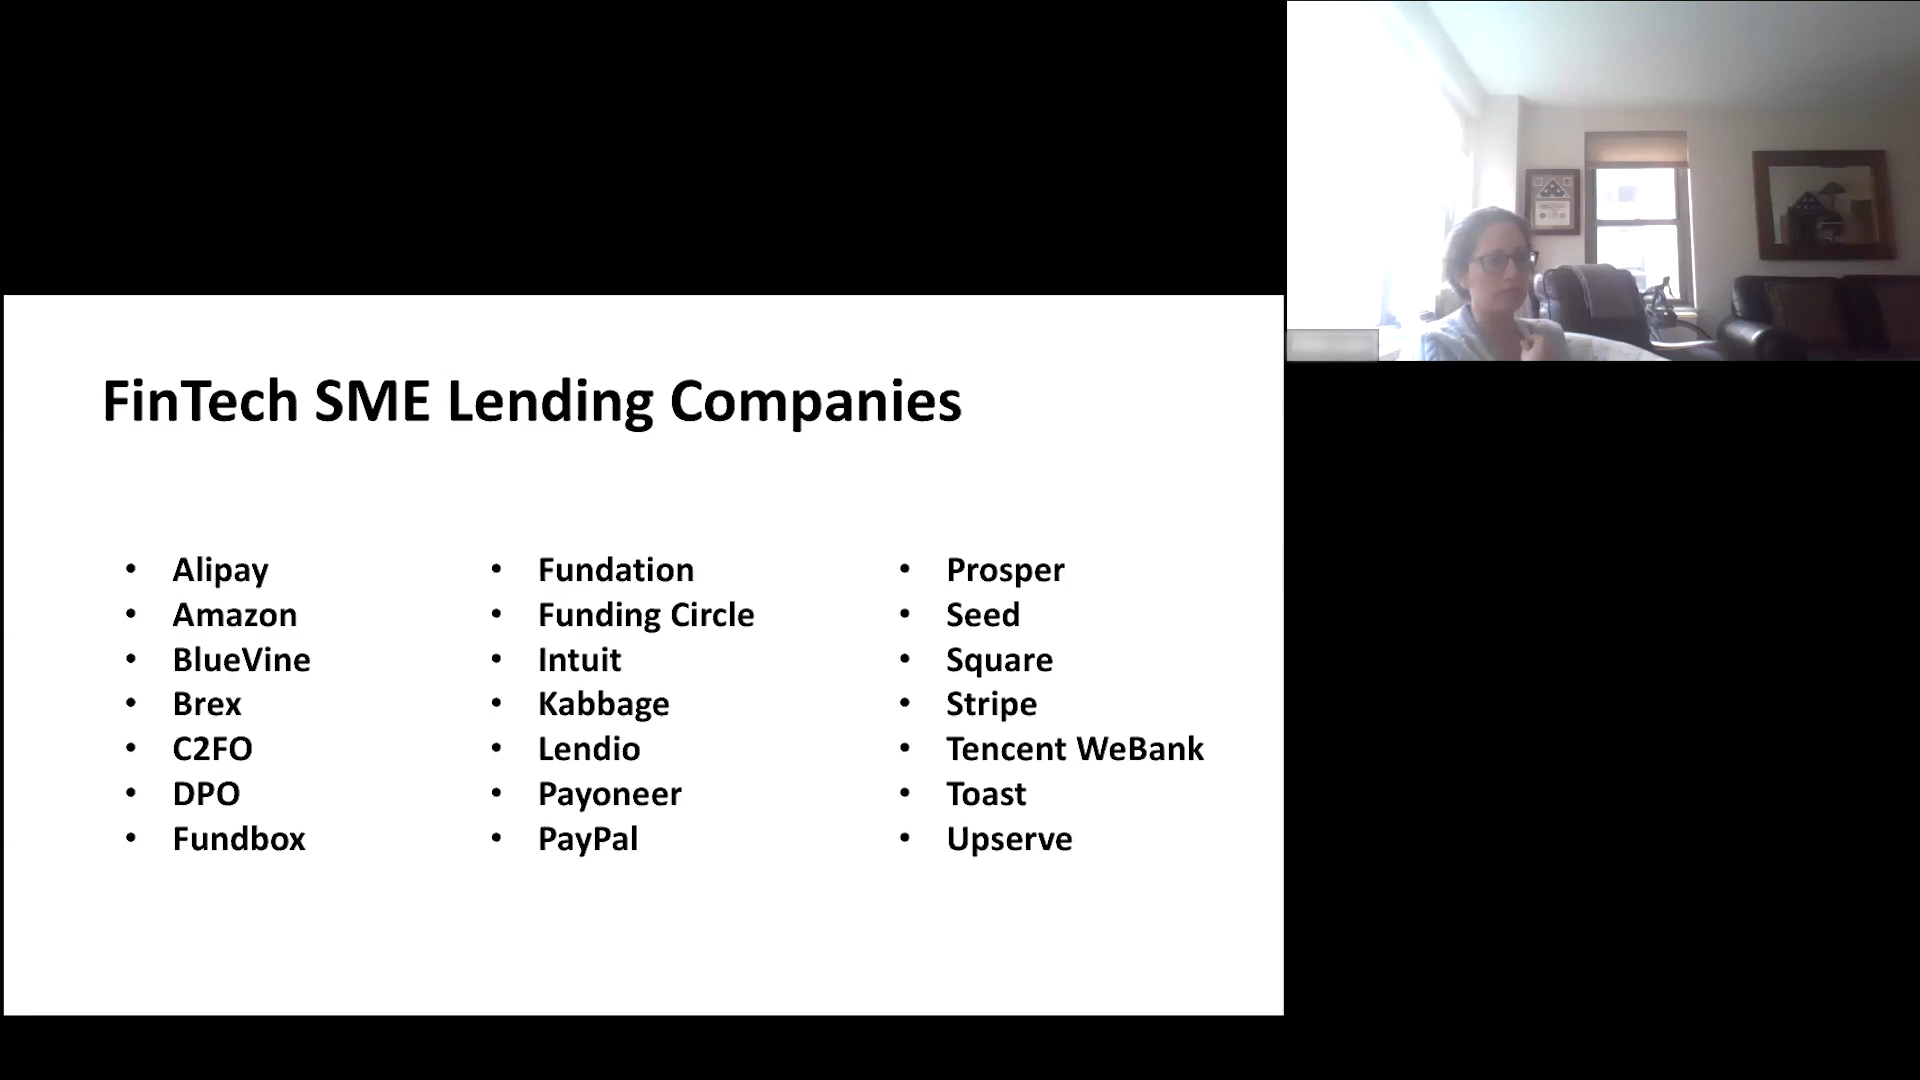 FinTech SME Lending Companies
• Alipay
• Amazon
• BlueVine
• Brex
• C2FO
• DPO
• Fundbox
• Fundation
• Funding Circle
• Intuit
• Kabbage
• Lendio
• Payoneer
• PayPal
• Prosper
• Seed
• Square
• Stripe
• Tencent WeBank
• Toast
• Upserve